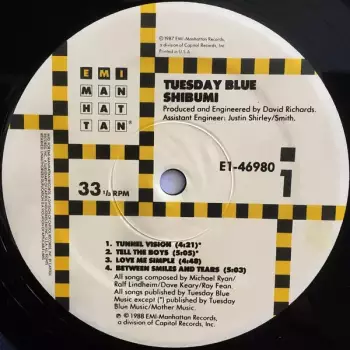 ℗1987 EMI-Manhattan Records,
a division of Capitol Records, Inc.
Printed in U.S.A.
EMI
MAN
HAT
TAN®
TUESDAY BLUE
SHIBUMI
Produced and Engineered by David Richards.
Assistant Engineer: Justin Shirley/Smith.
E1-46980
33 1/3 RPM
1
1. TUNNEL VISION (4:21)*
2. TELL THE BOYS (5:05)*
3. LOVE ME SIMPLE (4:48)
4. BETWEEN SMILES AND TEARS (5:03)
All songs composed by Michael Ryan/
Ralf Lindheim/Dave Keary/Ray Fean.
All songs published by Tuesday Blue
Music except (*) published by Tuesday
Blue Music/Mother Music.
℗ © 1988 EMI-Manhattan Records, a
division of Capitol Records, Inc.